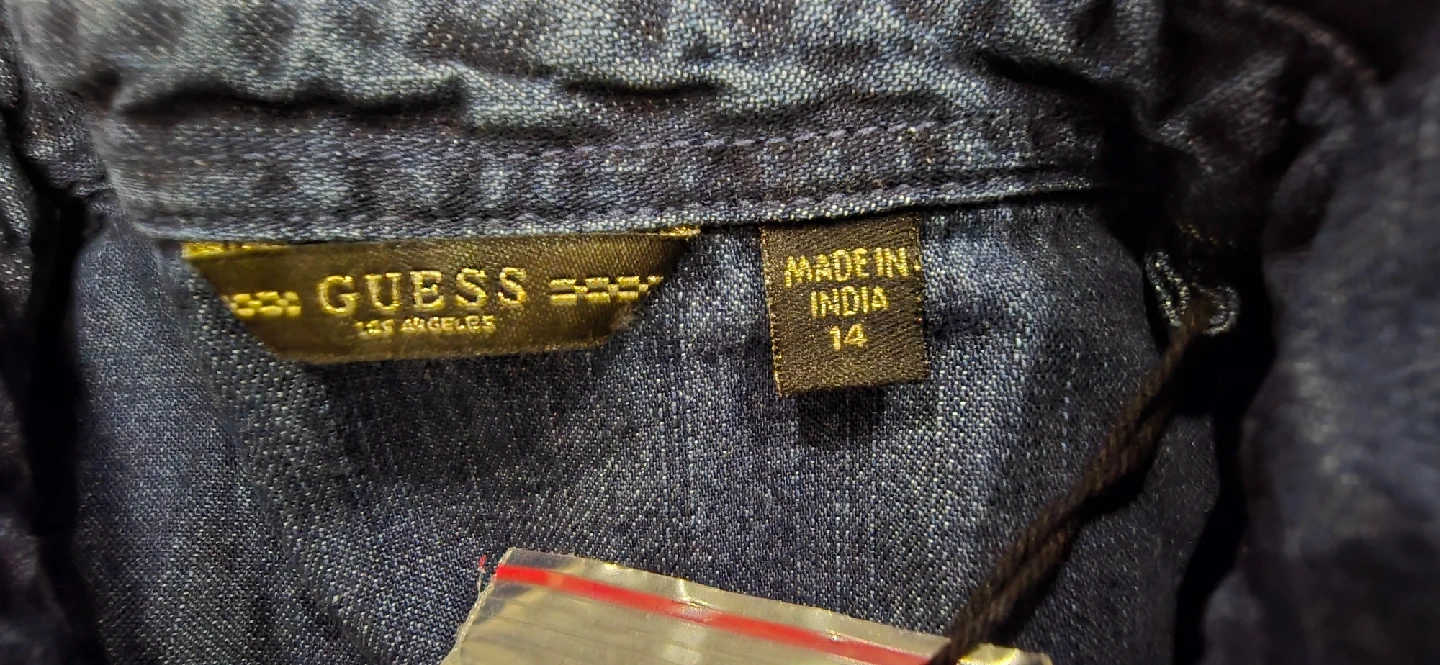 GUESS
LOS ANGELES
MADE IN
INDIA
14